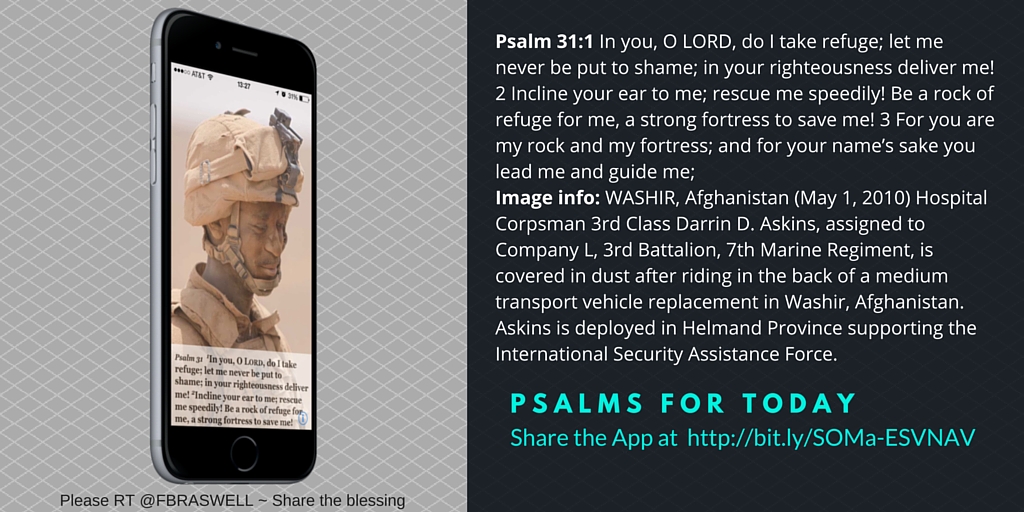 ●●●○○ AT&T
13:27
31%
Psalm 31 ¹In you, O LORD, do I take
refuge; let me never be put to
shame; in your righteousness deliver
me! ²Incline your ear to me; rescue
me speedily! Be a rock of refuge for
me, a strong fortress to save me!
Please RT @FBRASWELL ~ Share the blessing
Psalm 31:1 In you, O LORD, do I take refuge; let me
never be put to shame; in your righteousness deliver me!
2 Incline your ear to me; rescue me speedily! Be a rock of
refuge for me, a strong fortress to save me! 3 For you are
my rock and my fortress; and for your name’s sake you
lead me and guide me;
Image info: WASHIR, Afghanistan (May 1, 2010) Hospital
Corpsman 3rd Class Darrin D. Askins, assigned to
Company L, 3rd Battalion, 7th Marine Regiment, is
covered in dust after riding in the back of a medium
transport vehicle replacement in Washir, Afghanistan.
Askins is deployed in Helmand Province supporting the
International Security Assistance Force.
PSALMS FOR TODAY
Share the App at http://bit.ly/SOMa-ESVNAV